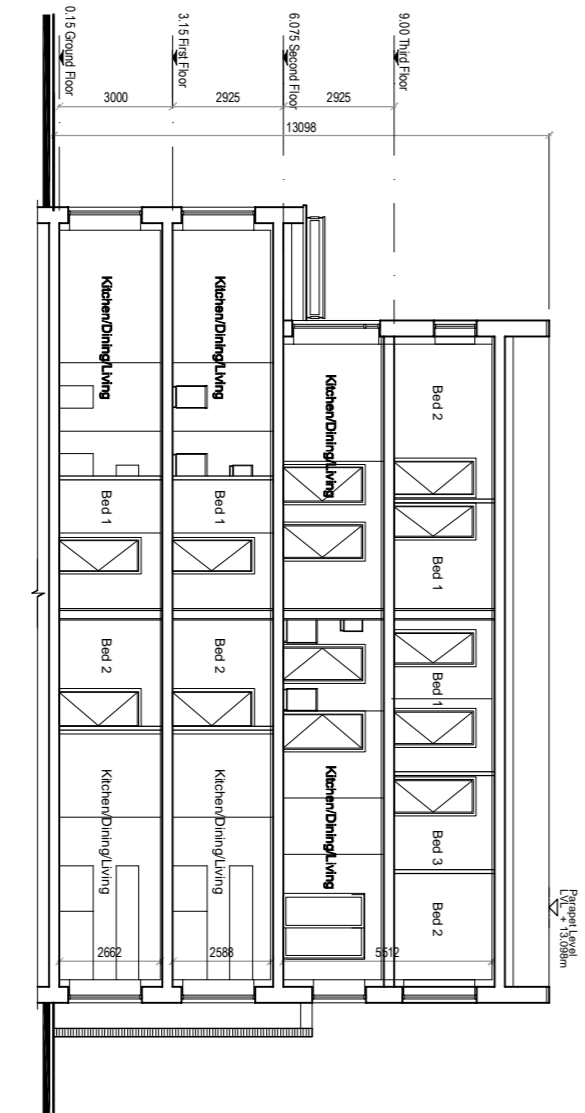 0.15 Ground Floor
3.15 First Floor
6.075 Second Floor
9.00 Third Floor
3000
2925
2925
13098
Kitchen/Dining/Living
Kitchen/Dining/Living
Kitchen/Dining/Living
Bed 2
Bed 1
Bed 1
Bed 1
Bed 2
Bed 2
Bed 1
Bed 3
Kitchen/Dining/Living
Kitchen/Dining/Living
Kitchen/Dining/Living
Bed 2
2662
2588
5512
Parapet Level
LVL + 13.098m